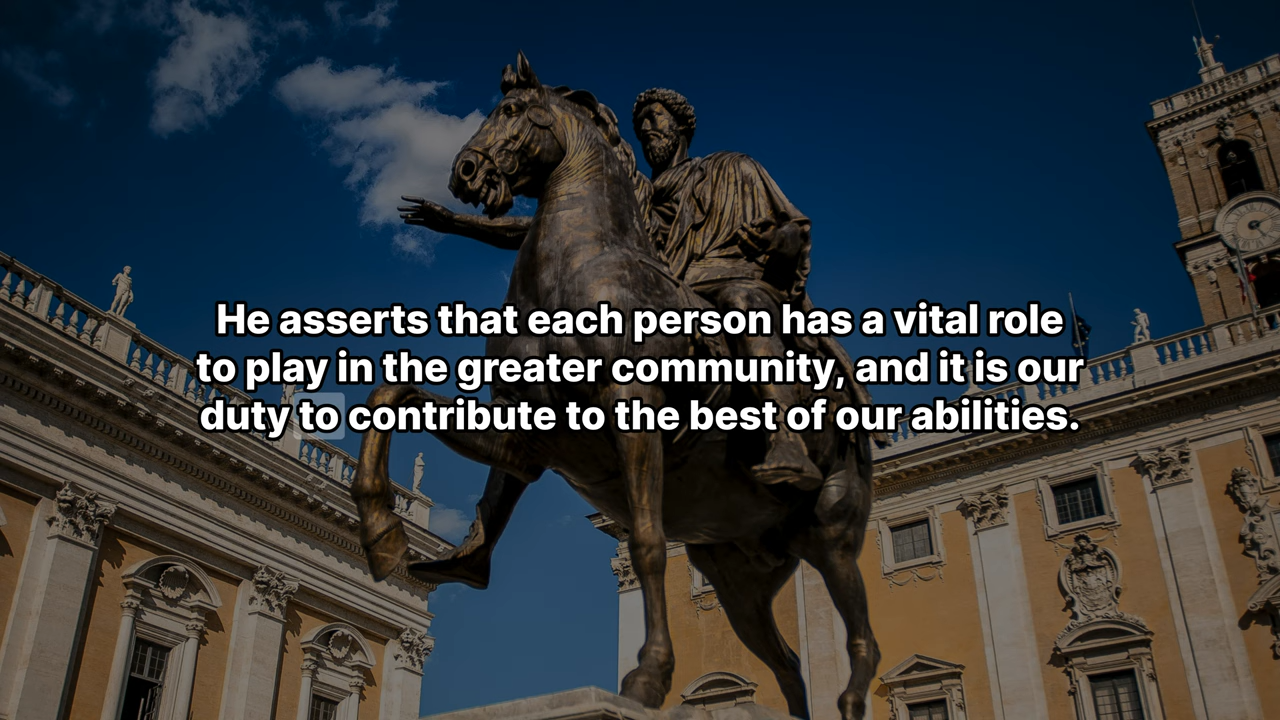 He asserts that each person has a vital role
to play in the greater community, and it is our
duty to contribute to the best of our abilities.